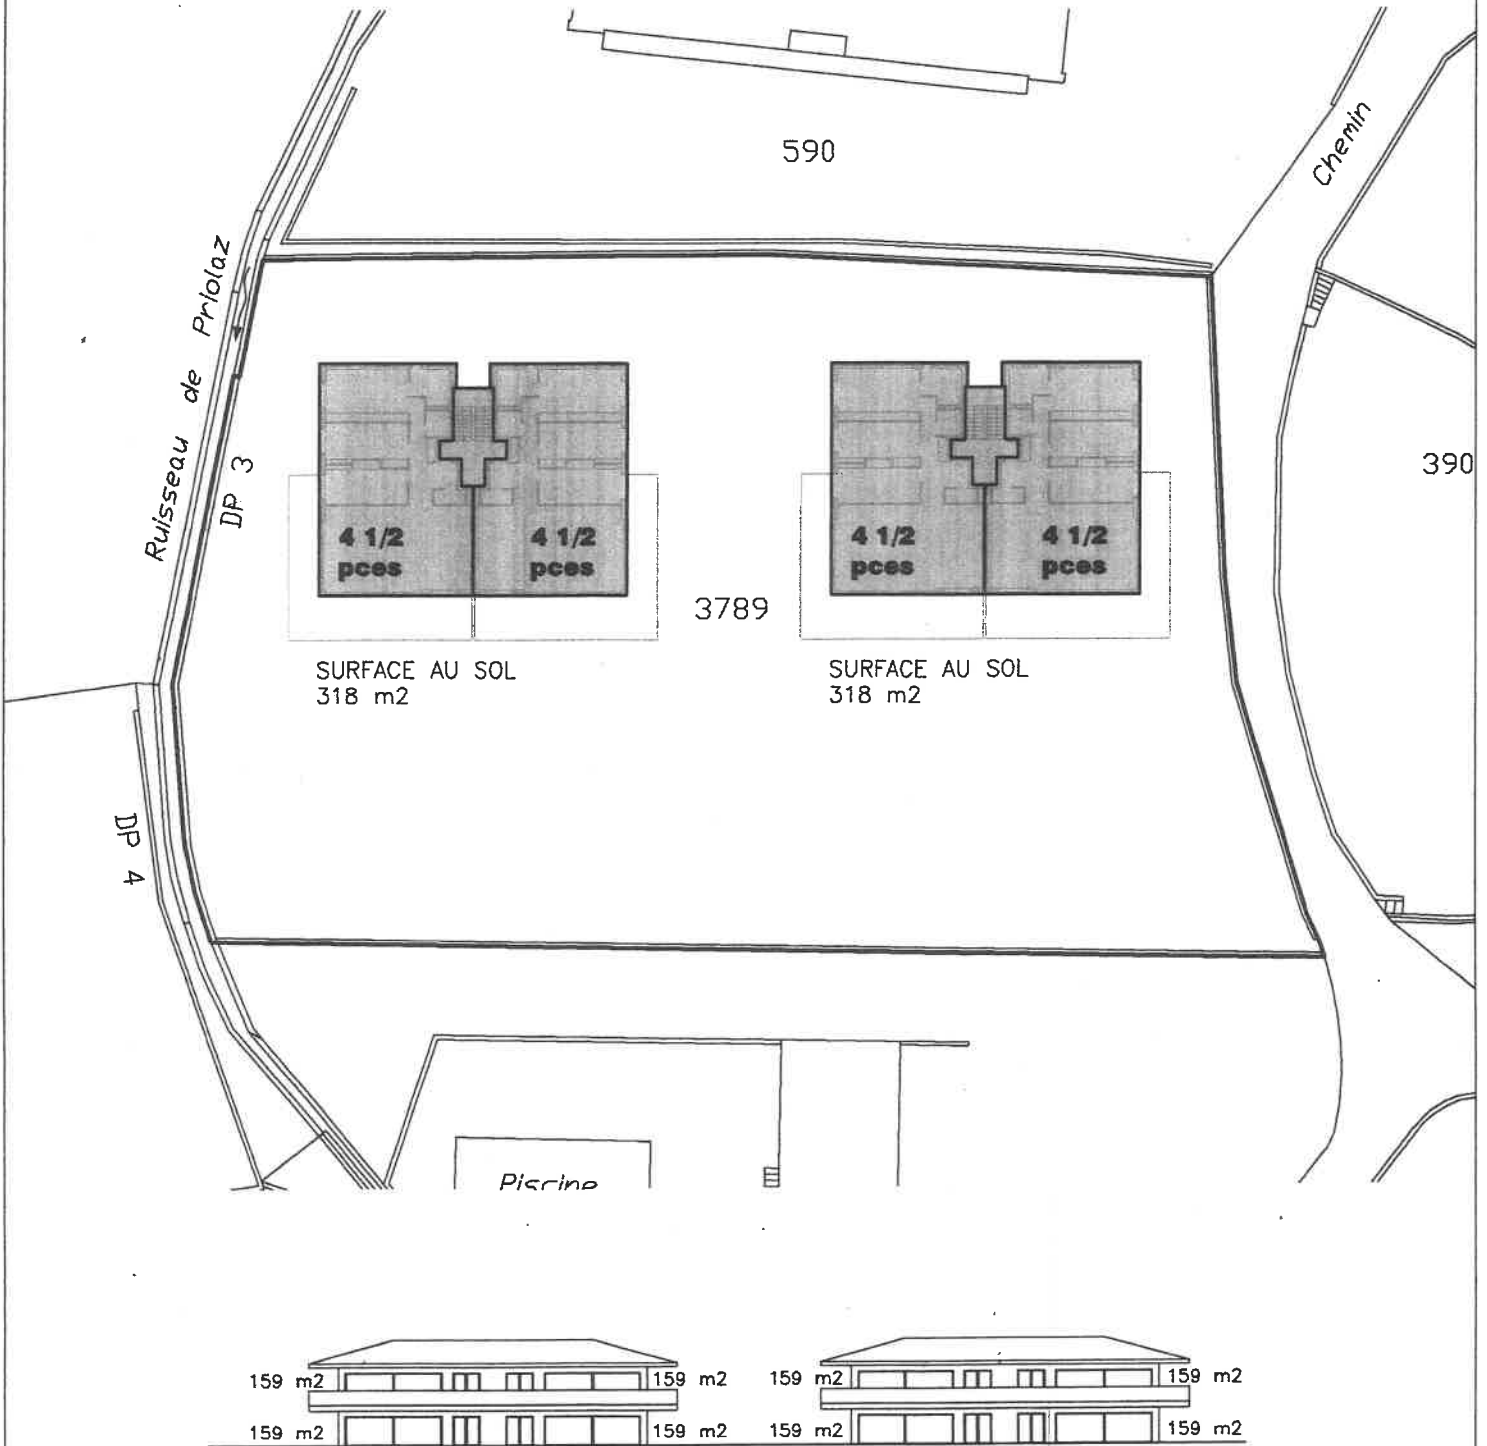 590
Chemin
Ruisseau de Priolaz
DP 3
390
4 1/2
pces
4 1/2
pces
4 1/2
pces
4 1/2
pces
3789
SURFACE AU SOL
318 m2
SURFACE AU SOL
318 m2
DP 4
Piscine
159 m2
159 m2
159 m2
159 m2
159 m2
159 m2
159 m2
159 m2